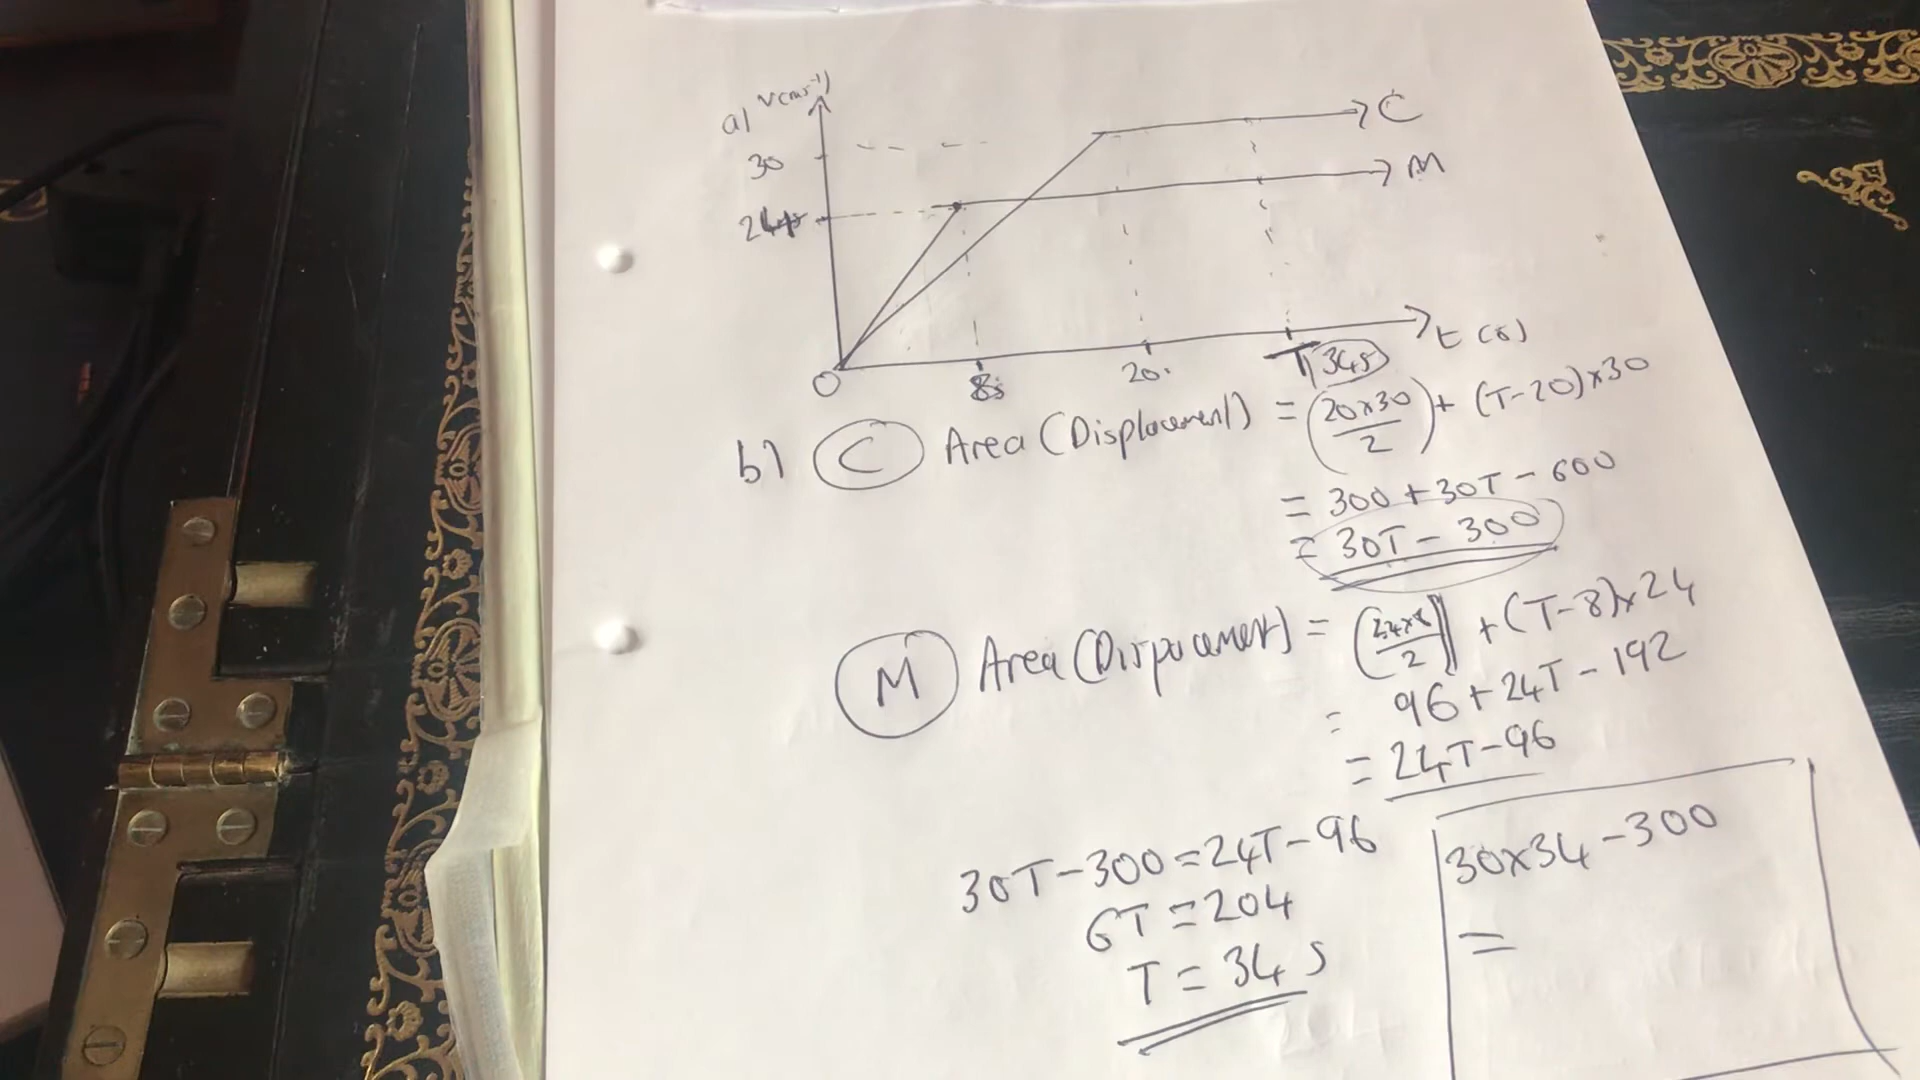 a) V(ms⁻¹)
30
24
C
M
O
8s
20
T 34s
t (s)
b) C Area (Displacement) = (20×30/2) + (T-20)×30
= 300 + 30T - 600
= 30T - 300
M Area (Displacement) = (24×8/2) + (T-8)×24
= 96 + 24T - 192
= 24T - 96
30T - 300 = 24T - 96
6T = 204
T = 34 s
30×34 - 300
=